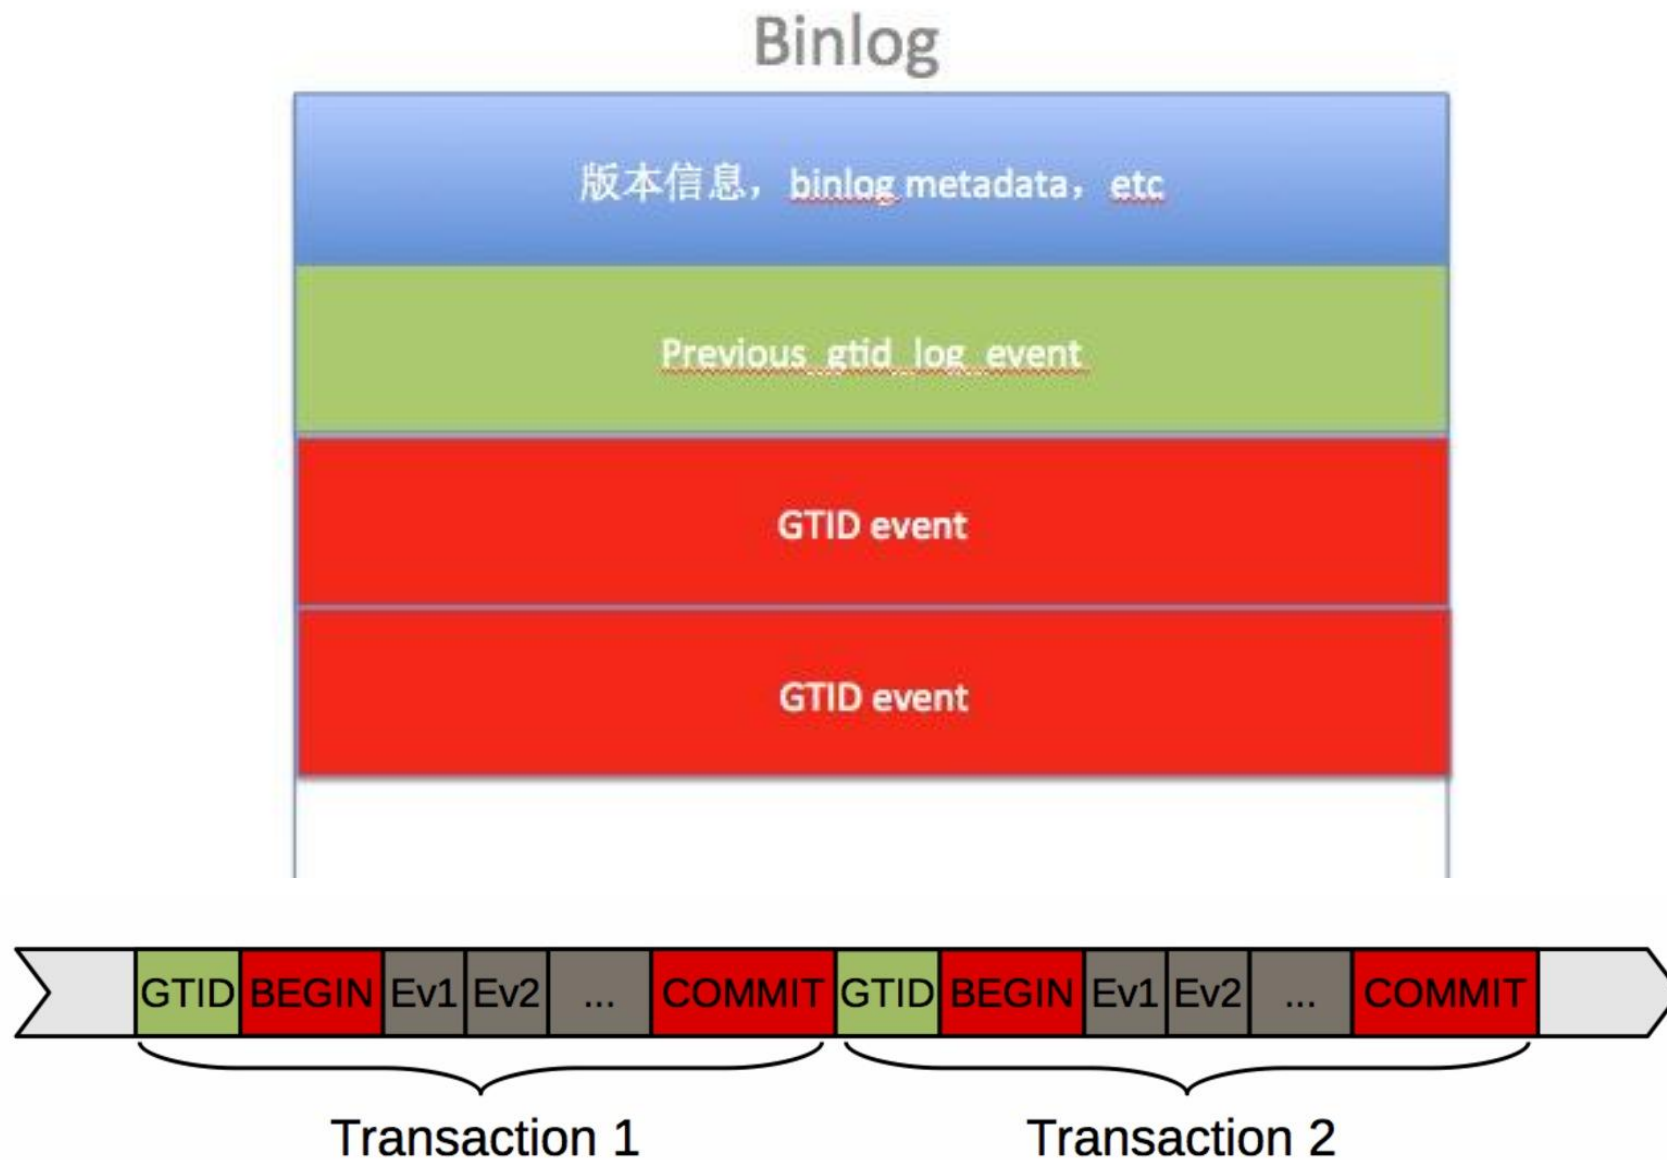 Binlog
版本信息，binlog metadata，etc
Previous_gtid_log_event
GTID event
GTID event
GTID BEGIN Ev1 Ev2 ... COMMIT GTID BEGIN Ev1 Ev2 ... COMMIT
Transaction 1 Transaction 2